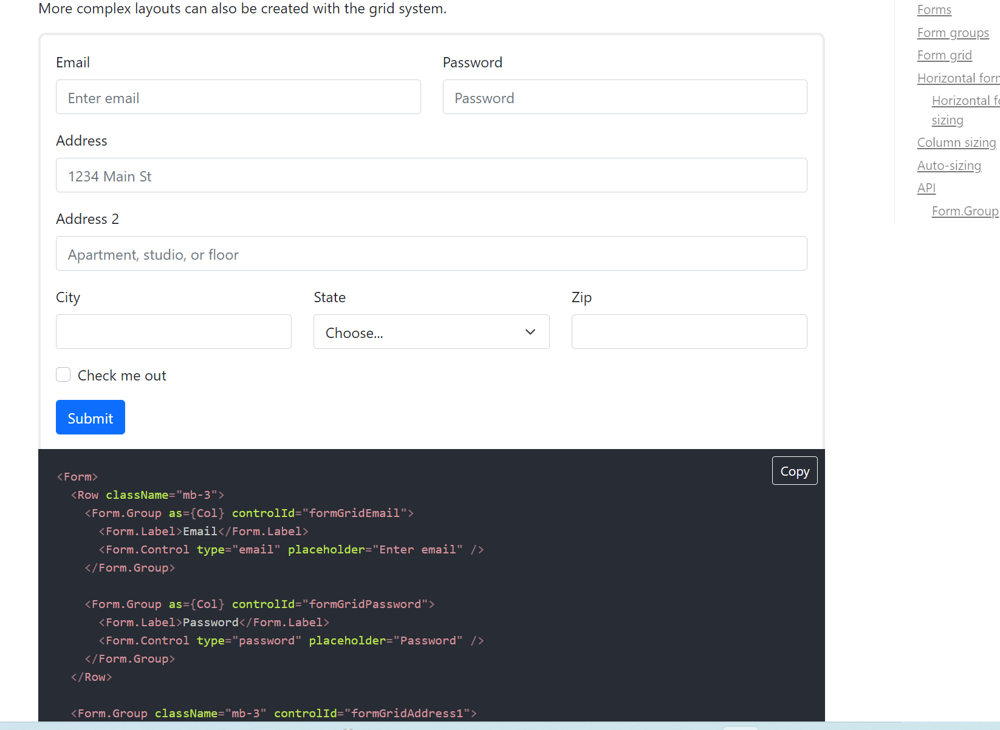 More complex layouts can also be created with the grid system.
Email
Password
Enter email
Password
Address
1234 Main St
Address 2
Apartment, studio, or floor
City
State
Zip
Choose...
Check me out
Submit
Copy
<Form>
  <Row className="mb-3">
    <Form.Group as={Col} controlId="formGridEmail">
      <Form.Label>Email</Form.Label>
      <Form.Control type="email" placeholder="Enter email" />
    </Form.Group>

    <Form.Group as={Col} controlId="formGridPassword">
      <Form.Label>Password</Form.Label>
      <Form.Control type="password" placeholder="Password" />
    </Form.Group>
  </Row>

  <Form.Group className="mb-3" controlId="formGridAddress1">
Forms
Form groups
Form grid
Horizontal
Horizontal
sizing
Column sizing
Auto-sizing
API
Form.Group